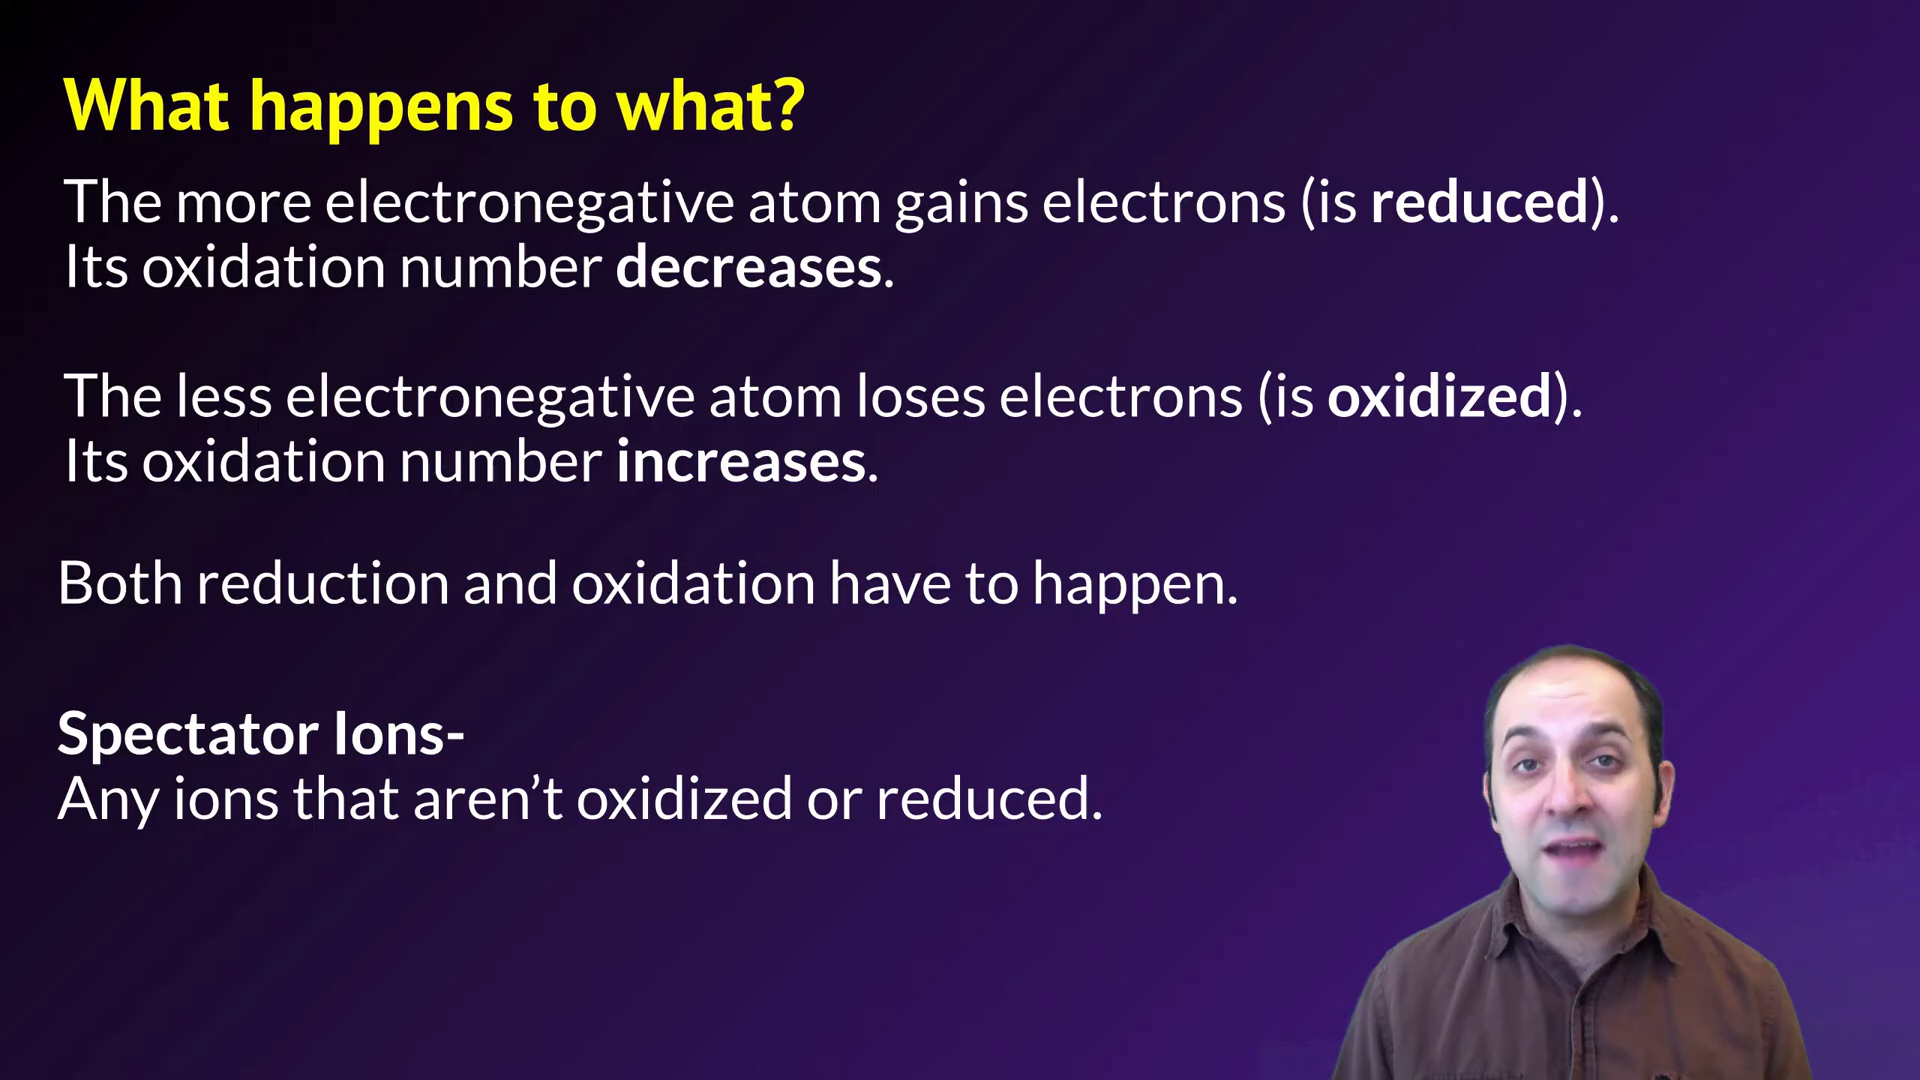 What happens to what?
The more electronegative atom gains electrons (is reduced).
Its oxidation number decreases.
The less electronegative atom loses electrons (is oxidized).
Its oxidation number increases.
Both reduction and oxidation have to happen.
Spectator Ions-
Any ions that aren’t oxidized or reduced.